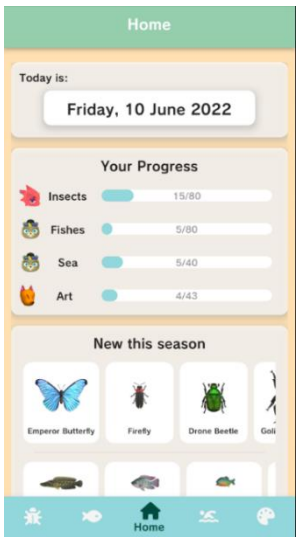 Home
Today is:
Friday, 10 June 2022
Your Progress
Insects 15/80
Fishes 5/80
Sea 5/40
Art 4/43
New this season
Emperor Butterfly Firefly Drone Beetle Goli
Home